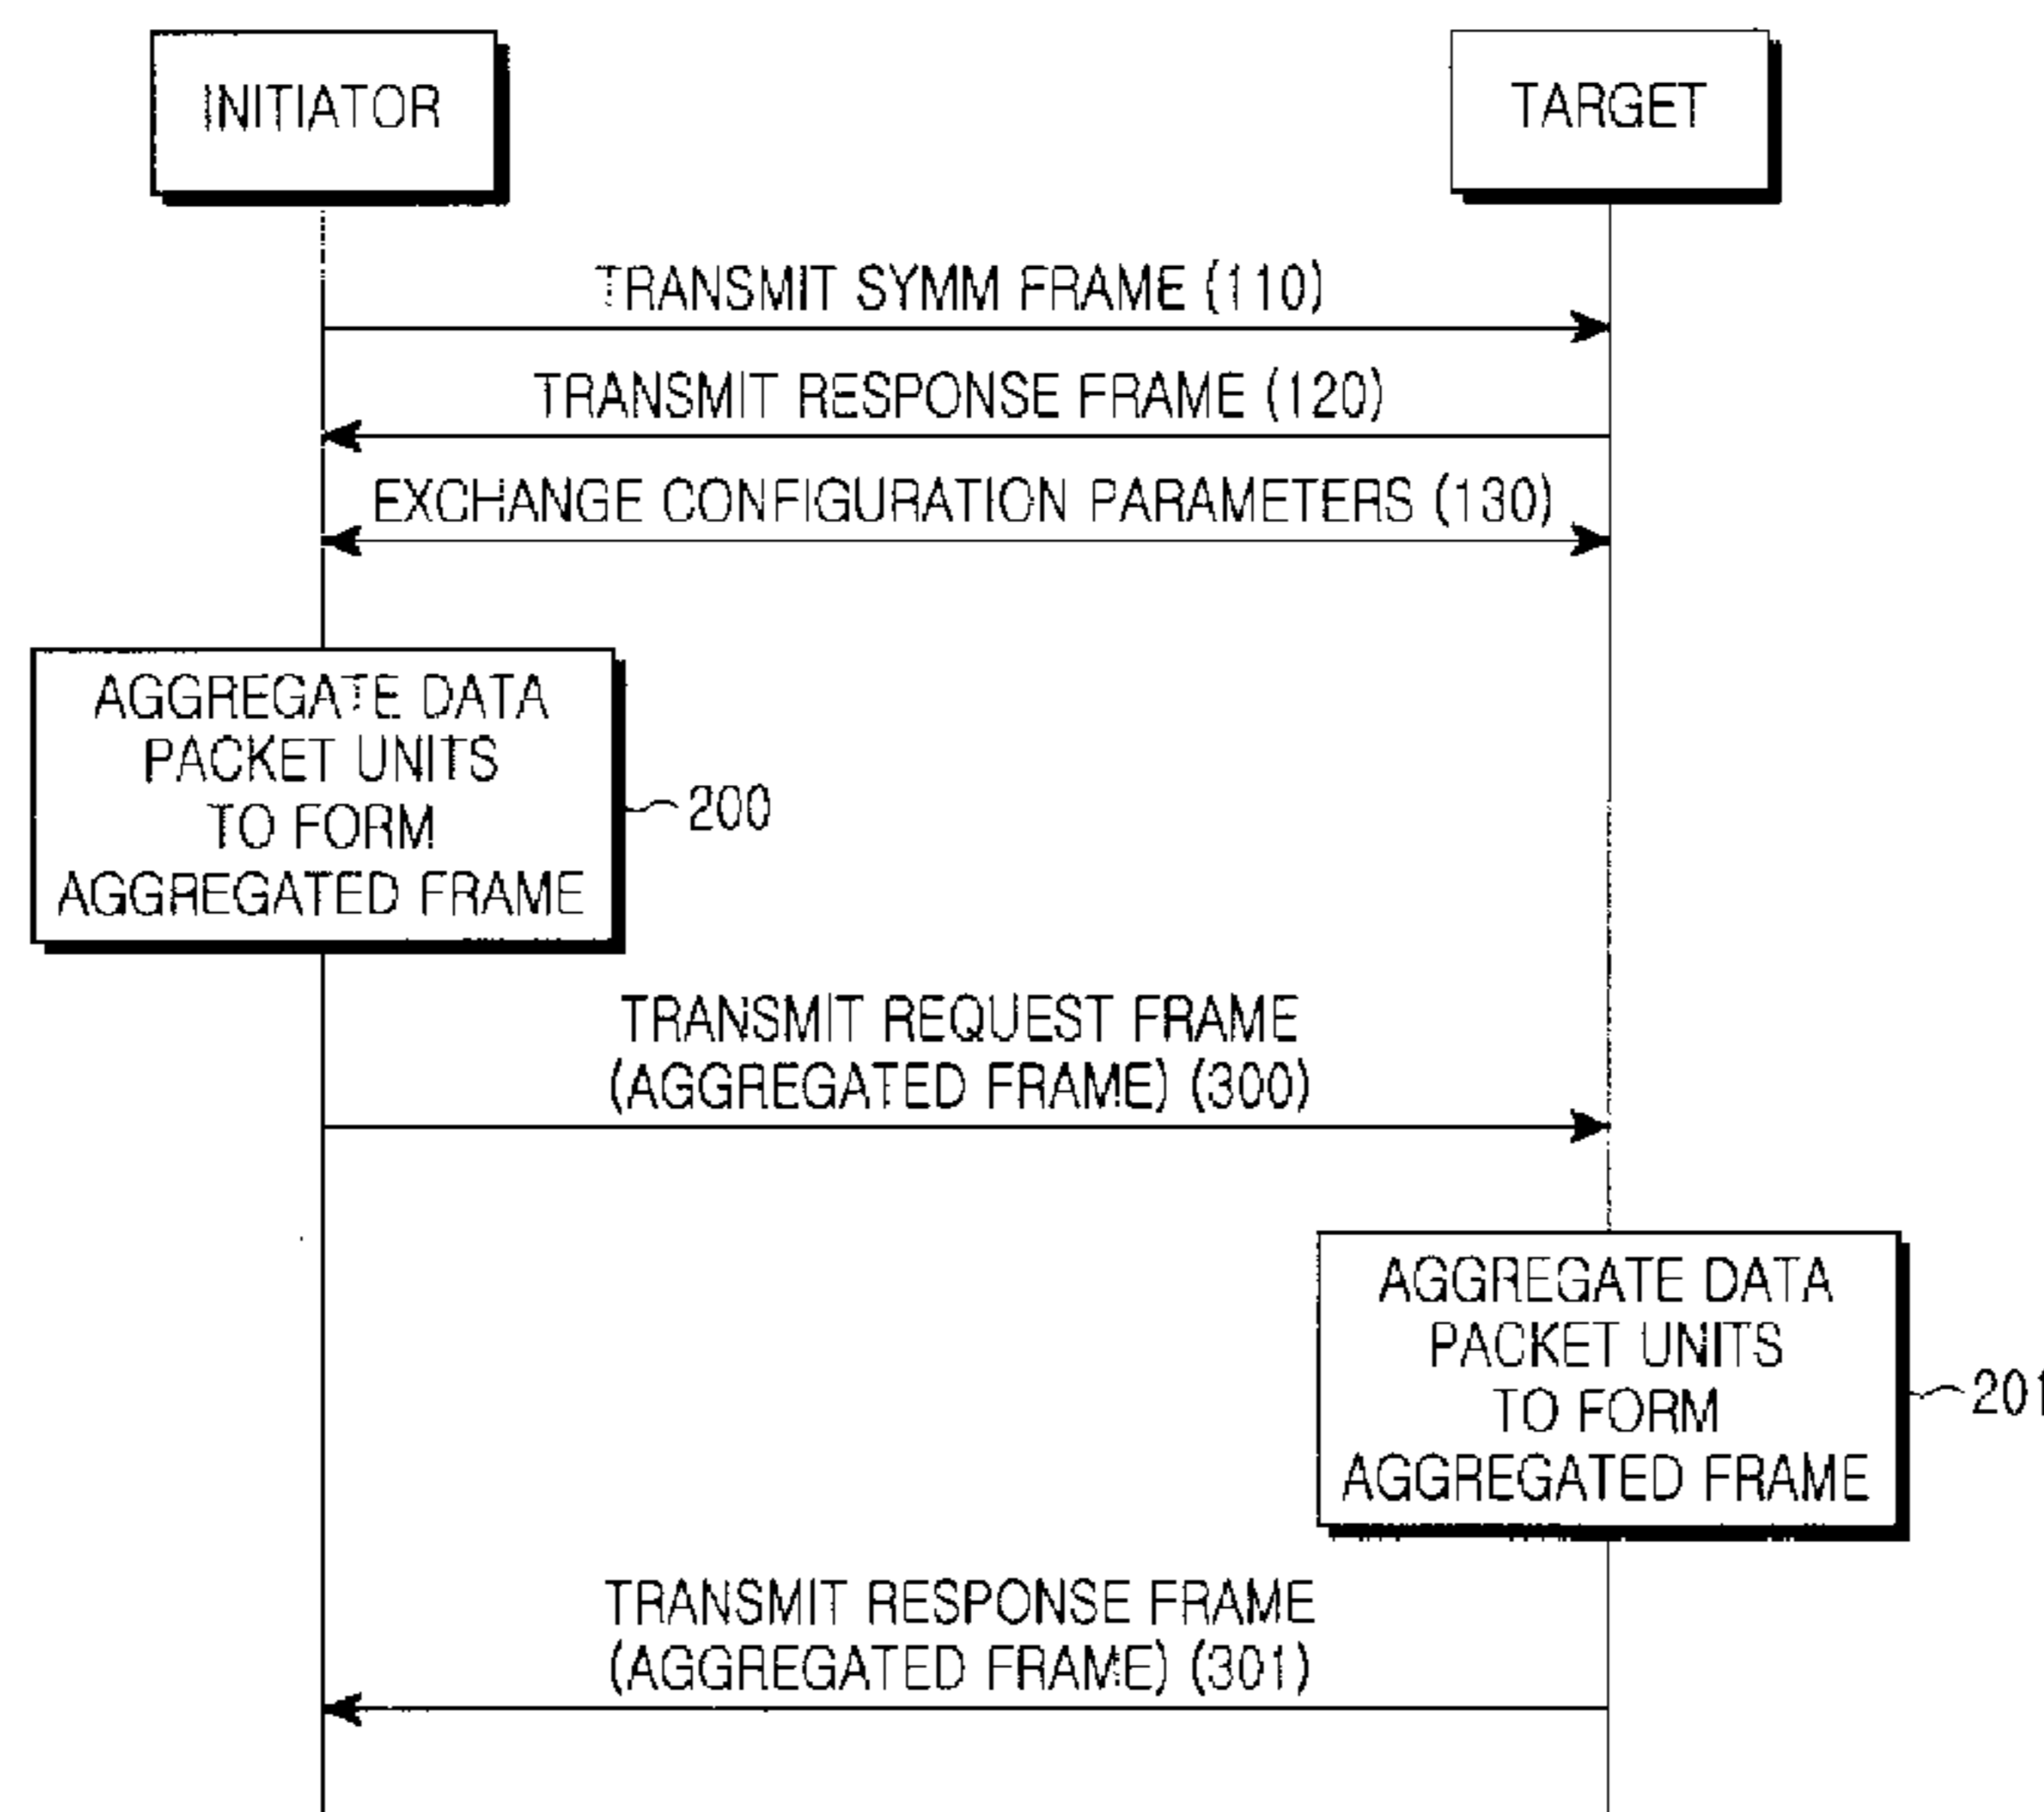 INITIATOR
TARGET
TRANSMIT SYMM FRAME (110)
TRANSMIT RESPONSE FRAME (120)
EXCHANGE CONFIGURATION PARAMETERS (130)
AGGREGATE DATA
PACKET UNITS
TO FORM
AGGREGATED FRAME
200
TRANSMIT REQUEST FRAME
(AGGREGATED FRAME) (300)
AGGREGATE DATA
PACKET UNITS
TO FORM
AGGREGATED FRAME
201
TRANSMIT RESPONSE FRAME
(AGGREGATED FRAME) (301)